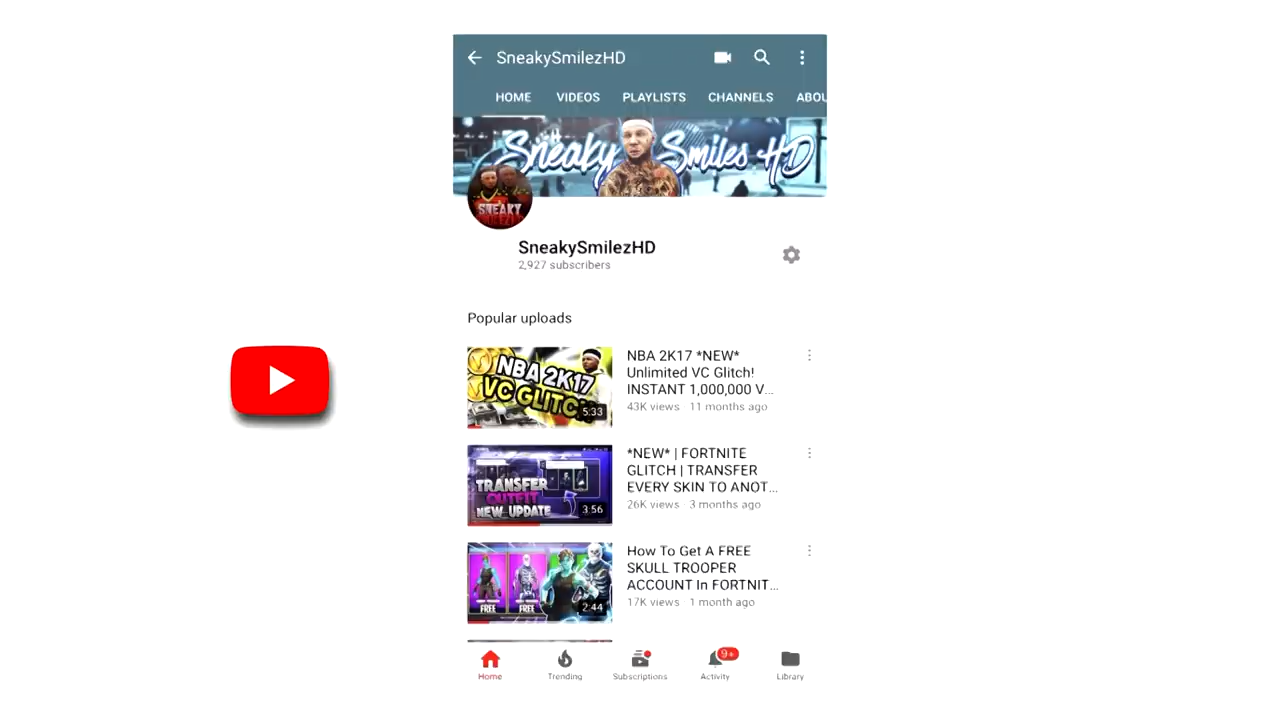 SneakySmilezHD
HOME VIDEOS PLAYLISTS CHANNELS ABOU
Sneaky Smiles HD
SNEAKY
SneakySmilezHD
2,927 subscribers
Popular uploads
NBA 2K17
VC GLITCH
5:33
NBA 2K17 *NEW*
Unlimited VC Glitch!
INSTANT 1,000,000 V...
43K views · 11 months ago
TRANSFER
OUTFIT
NEW UPDATE
3:56
*NEW* | FORTNITE
GLITCH | TRANSFER
EVERY SKIN TO ANOT...
26K views · 3 months ago
FREE FREE
2:44
How To Get A FREE
SKULL TROOPER
ACCOUNT In FORTNIT...
17K views · 1 month ago
9+
Home Trending Subscriptions Activity Library